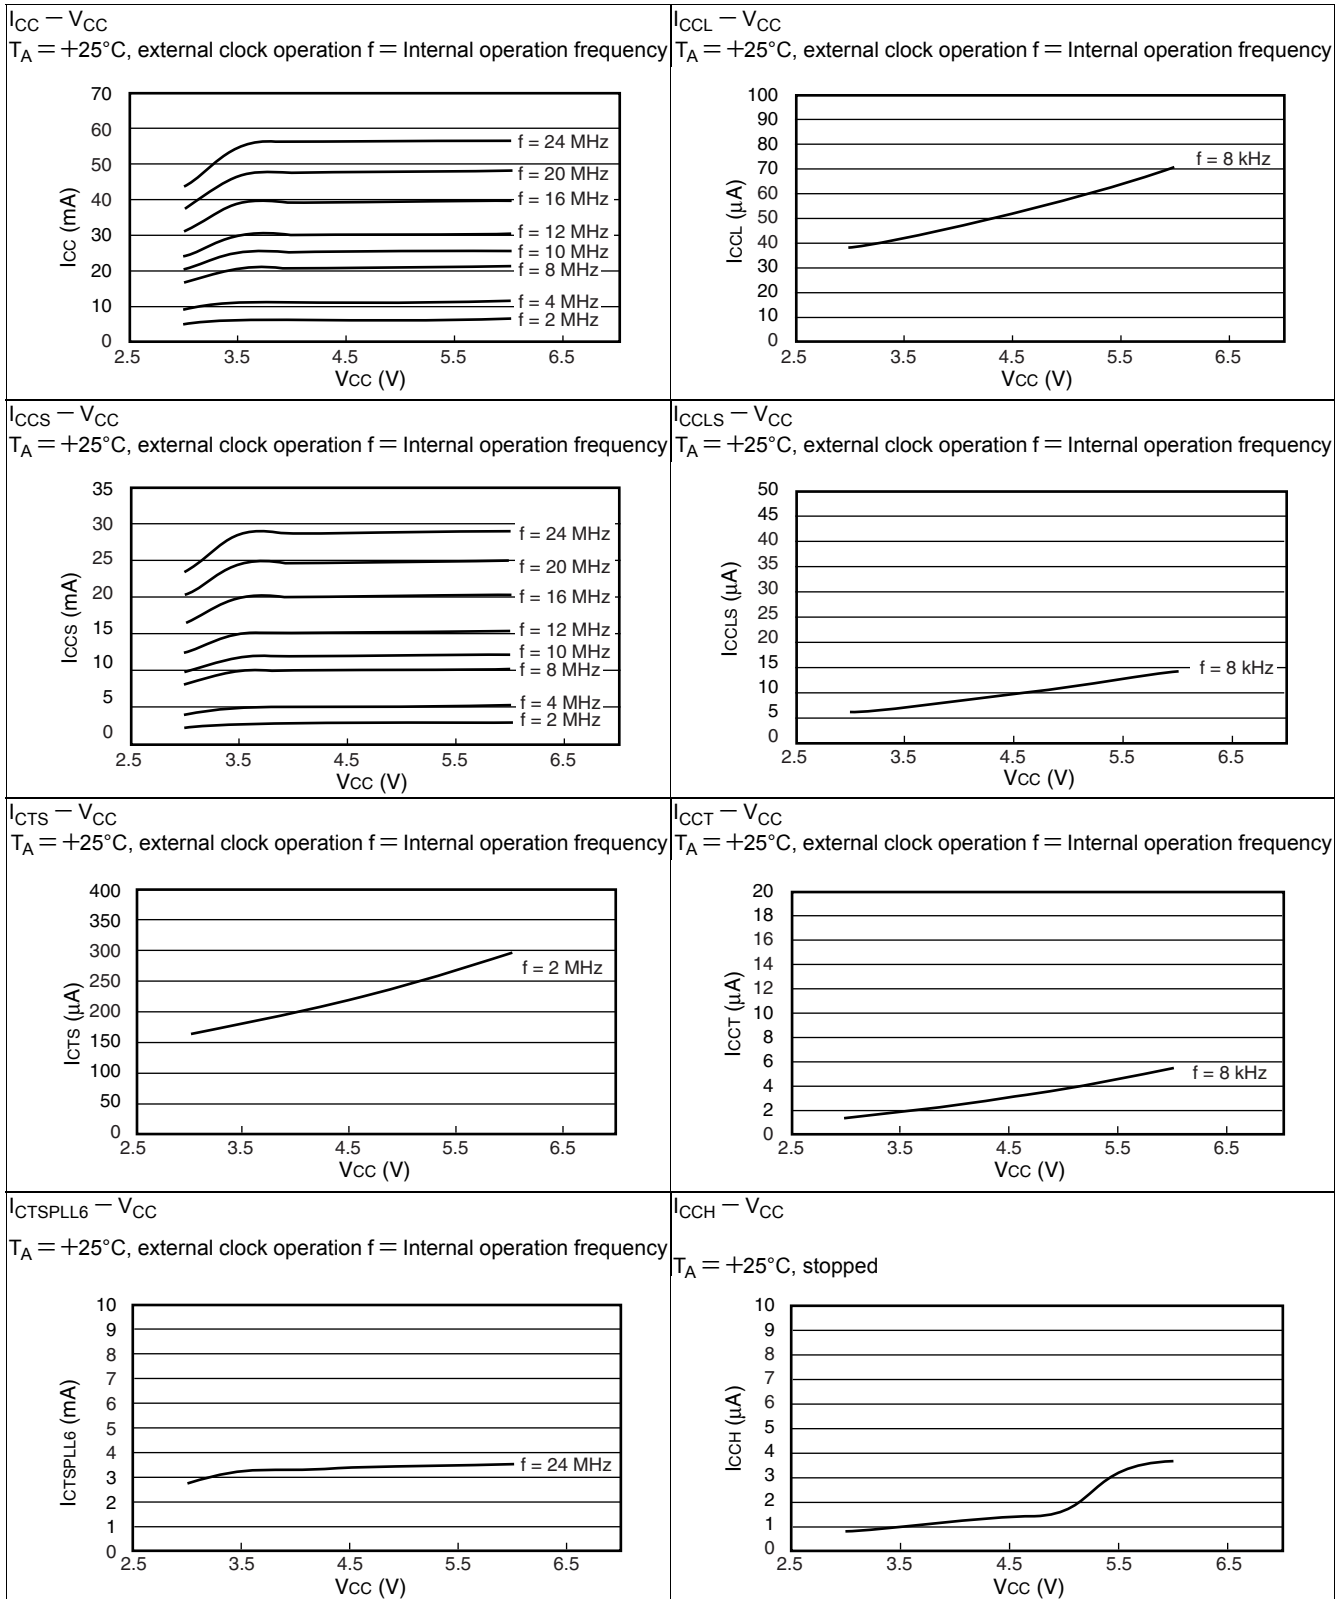 ICC – VCC
TA = +25°C, external clock operation f = Internal operation frequency
70
60
50
40
30
20
10
0
ICC (mA)
f = 24 MHz
f = 20 MHz
f = 16 MHz
f = 12 MHz
f = 10 MHz
f = 8 MHz
f = 4 MHz
f = 2 MHz
2.5 3.5 4.5 5.5 6.5
VCC (V)
ICCL – VCC
TA = +25°C, external clock operation f = Internal operation frequency
100
90
80
70
60
50
40
30
20
10
0
ICCL (μA)
f = 8 kHz
2.5 3.5 4.5 5.5 6.5
VCC (V)
ICCS – VCC
TA = +25°C, external clock operation f = Internal operation frequency
35
30
25
20
15
10
5
0
ICCS (mA)
f = 24 MHz
f = 20 MHz
f = 16 MHz
f = 12 MHz
f = 10 MHz
f = 8 MHz
f = 4 MHz
f = 2 MHz
2.5 3.5 4.5 5.5 6.5
VCC (V)
ICCLS – VCC
TA = +25°C, external clock operation f = Internal operation frequency
50
45
40
35
30
25
20
15
10
5
0
ICCLS (μA)
f = 8 kHz
2.5 3.5 4.5 5.5 6.5
VCC (V)
ICTS – VCC
TA = +25°C, external clock operation f = Internal operation frequency
400
350
300
250
200
150
100
50
0
ICTS (μA)
f = 2 MHz
2.5 3.5 4.5 5.5 6.5
VCC (V)
ICCT – VCC
TA = +25°C, external clock operation f = Internal operation frequency
20
18
16
14
12
10
8
6
4
2
0
ICCT (μA)
f = 8 kHz
2.5 3.5 4.5 5.5 6.5
VCC (V)
ICTSPLL6 – VCC
TA = +25°C, external clock operation f = Internal operation frequency
10
9
8
7
6
5
4
3
2
1
0
ICTSPLL6 (mA)
f = 24 MHz
2.5 3.5 4.5 5.5 6.5
VCC (V)
ICCH – VCC
TA = +25°C, stopped
10
9
8
7
6
5
4
3
2
1
0
ICCH (μA)
2.5 3.5 4.5 5.5 6.5
VCC (V)